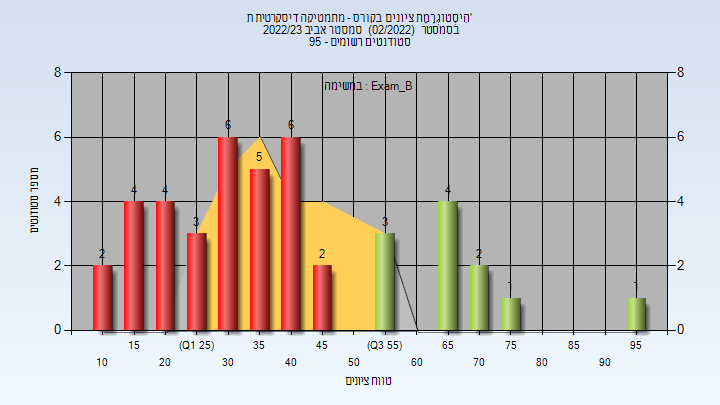 היסטוגרמת ציונים בקורס - מתמטיקה דיסקרטית ת'
בסמסטר (02/2022) סמסטר אביב 2022/23
סטודנטים רשומים - 95
במשימה : Exam_B
8 8
6 6
4 4
2 2
0 0
2 4 4 3 6 5 6 2 3 4 2 1 1
מספר סטודנטים
15 (Q1 25) 35 45 (Q3 55) 65 75 85 95
10 20 30 40 50 60 70 80 90
טווח ציונים